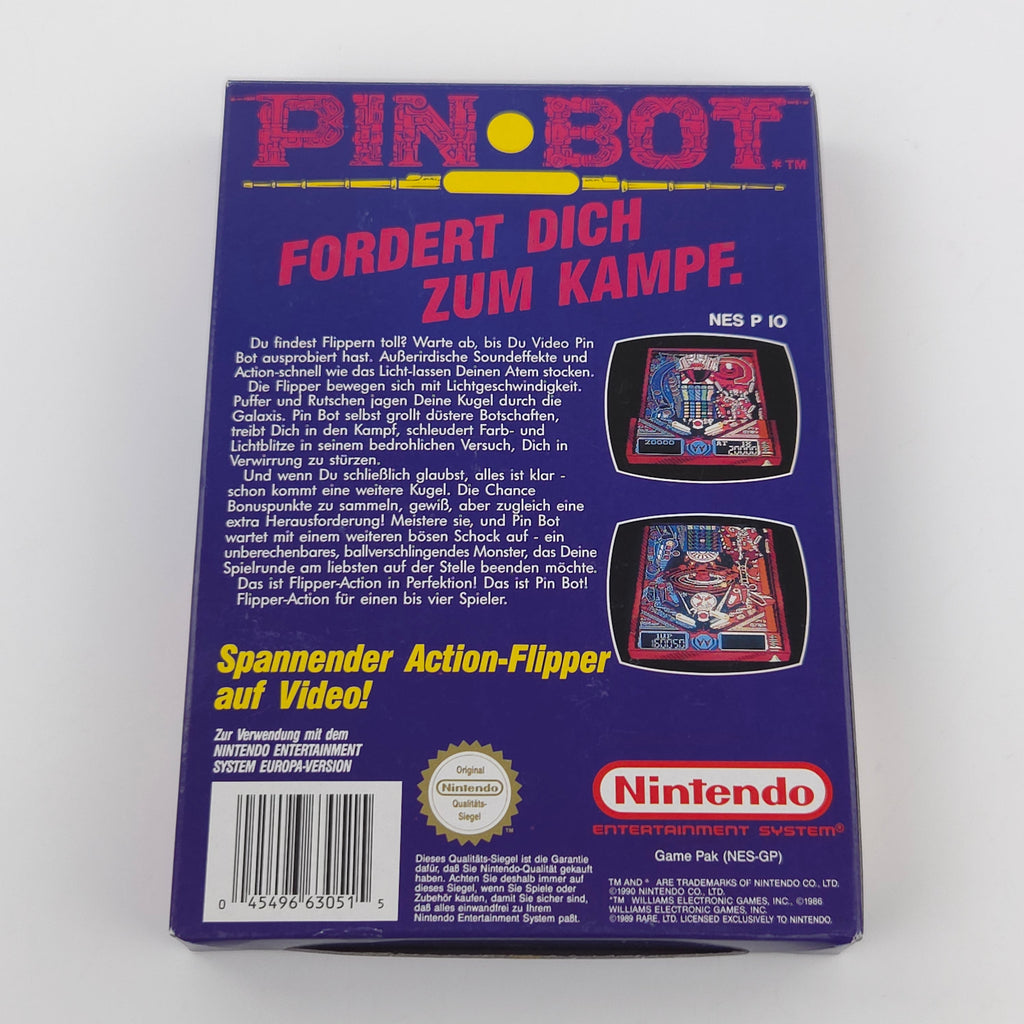 PIN·BOT*™
FORDERT DICH
ZUM KAMPF.
NES P IO
Du findest Flippern toll? Warte ab, bis Du Video Pin
Bot ausprobiert hast. Außerirdische Soundeffekte und
Action-schnell wie das Licht-lassen Deinen Atem stocken.
Die Flipper bewegen sich mit Lichtgeschwindigkeit.
Puffer und Rutschen jagen Deine Kugel durch die
Galaxis. Pin Bot selbst grollt düstere Botschaften,
treibt Dich in den Kampf, schleudert Farb- und
Lichtblitze in seinem bedrohlichen Versuch, Dich in
Verwirrung zu stürzen.
Und wenn Du schließlich glaubst, alles ist klar -
schon kommt eine weitere Kugel. Die Chance
Bonuspunkte zu sammeln, gewiß, aber zugleich eine
extra Herausforderung! Meistere sie, und Pin Bot
wartet mit einem weiteren bösen Schock auf - ein
unberechenbares, ballverschlingendes Monster, das Deine
Spielrunde am liebsten auf der Stelle beenden möchte.
Das ist Flipper-Action in Perfektion! Das ist Pin Bot!
Flipper-Action für einen bis vier Spieler.
20000
20000
160050
Spannender Action-Flipper
auf Video!
Zur Verwendung mit dem
NINTENDO ENTERTAINMENT
SYSTEM EUROPA-VERSION
0 45496 63051 5
Original
Nintendo
Qualitäts-
Siegel
™
Dieses Qualitäts-Siegel ist die Garantie
dafür, daß Sie Nintendo-Qualität gekauft
haben. Achten Sie deshalb immer auf
dieses Siegel, wenn Sie Spiele oder
Zubehör kaufen, damit Sie sicher sind,
daß alles einwandfrei zu Ihrem
Nintendo Entertainment System paßt.
Nintendo
ENTERTAINMENT SYSTEM®
Game Pak (NES-GP)
TM AND ® ARE TRADEMARKS OF NINTENDO CO., LTD.
©1990 NINTENDO CO., LTD.
*TM WILLIAMS ELECTRONIC GAMES, INC., ©1986
WILLIAMS ELECTRONIC GAMES, INC.
©1989 RARE, LTD. LICENSED EXCLUSIVELY TO NINTENDO.